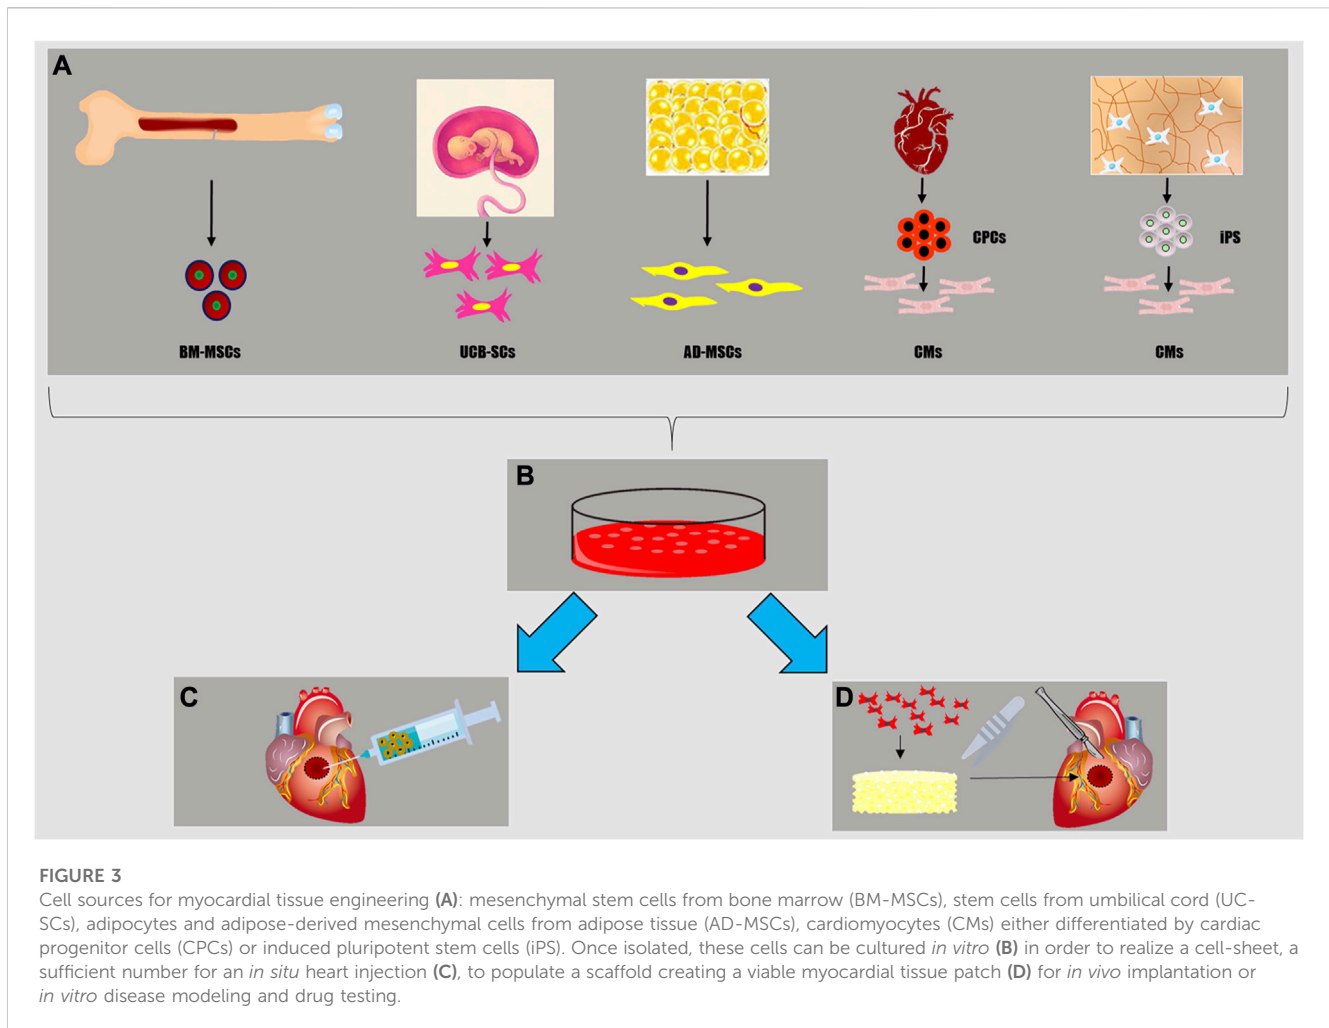 A
CPCs
iPS
BM-MSCs
UCB-SCs
AD-MSCs
CMs
CMs
B
C
D
FIGURE 3
Cell sources for myocardial tissue engineering (A): mesenchymal stem cells from bone marrow (BM-MSCs), stem cells from umbilical cord (UC-
SCs), adipocytes and adipose-derived mesenchymal cells from adipose tissue (AD-MSCs), cardiomyocytes (CMs) either differentiated by cardiac
progenitor cells (CPCs) or induced pluripotent stem cells (iPS). Once isolated, these cells can be cultured in vitro (B) in order to realize a cell-sheet, a
sufficient number for an in situ heart injection (C), to populate a scaffold creating a viable myocardial tissue patch (D) for in vivo implantation or
in vitro disease modeling and drug testing.